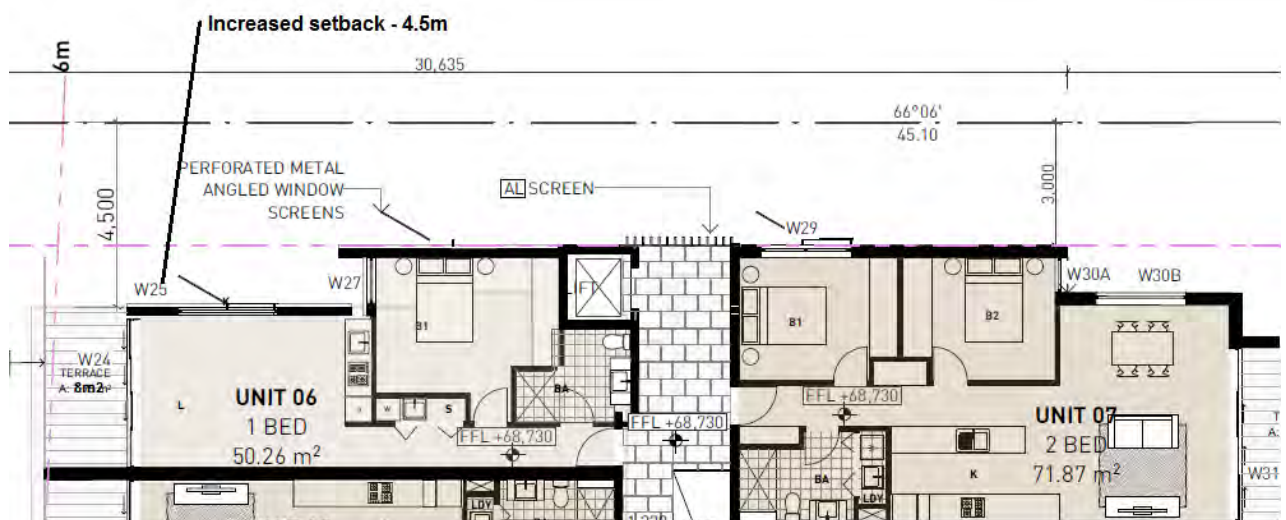 Increased setback - 4.5m
6m
30,635
66°06'
45.10
PERFORATED METAL
ANGLED WINDOW
SCREENS
AL SCREEN
4,500
3,000
W29
W25
W27
W30A
W30B
W24
TERRACE
A: 8m2
L
B1
UNIT 06
1 BED
50.26 m²
W
S
BA
FFL +68,730
FFL +68,730
B1
B2
FFL +68,730
UNIT 07
2 BED
71.87 m²
BA
LDY
K
W31
A:
LDY